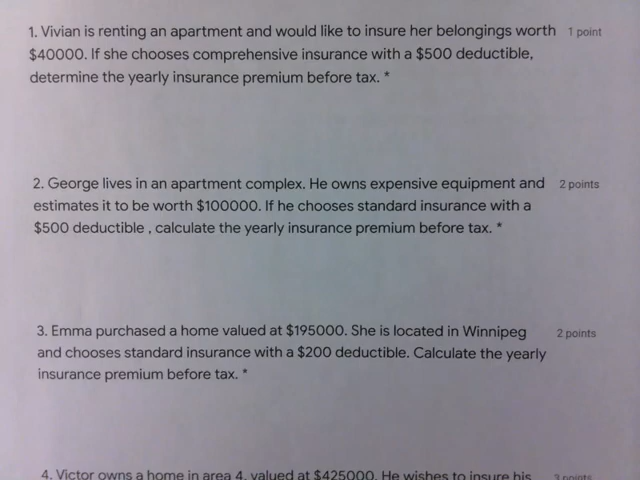 1. Vivian is renting an apartment and would like to insure her belongings worth 1 point
$40000. If she chooses comprehensive insurance with a $500 deductible,
determine the yearly insurance premium before tax. *
2. George lives in an apartment complex. He owns expensive equipment and 2 points
estimates it to be worth $100000. If he chooses standard insurance with a
$500 deductible , calculate the yearly insurance premium before tax. *
3. Emma purchased a home valued at $195000. She is located in Winnipeg 2 points
and chooses standard insurance with a $200 deductible. Calculate the yearly
insurance premium before tax. *
4. Victor owns a home in area 4, valued at $425000. He wishes to insure his 3 points